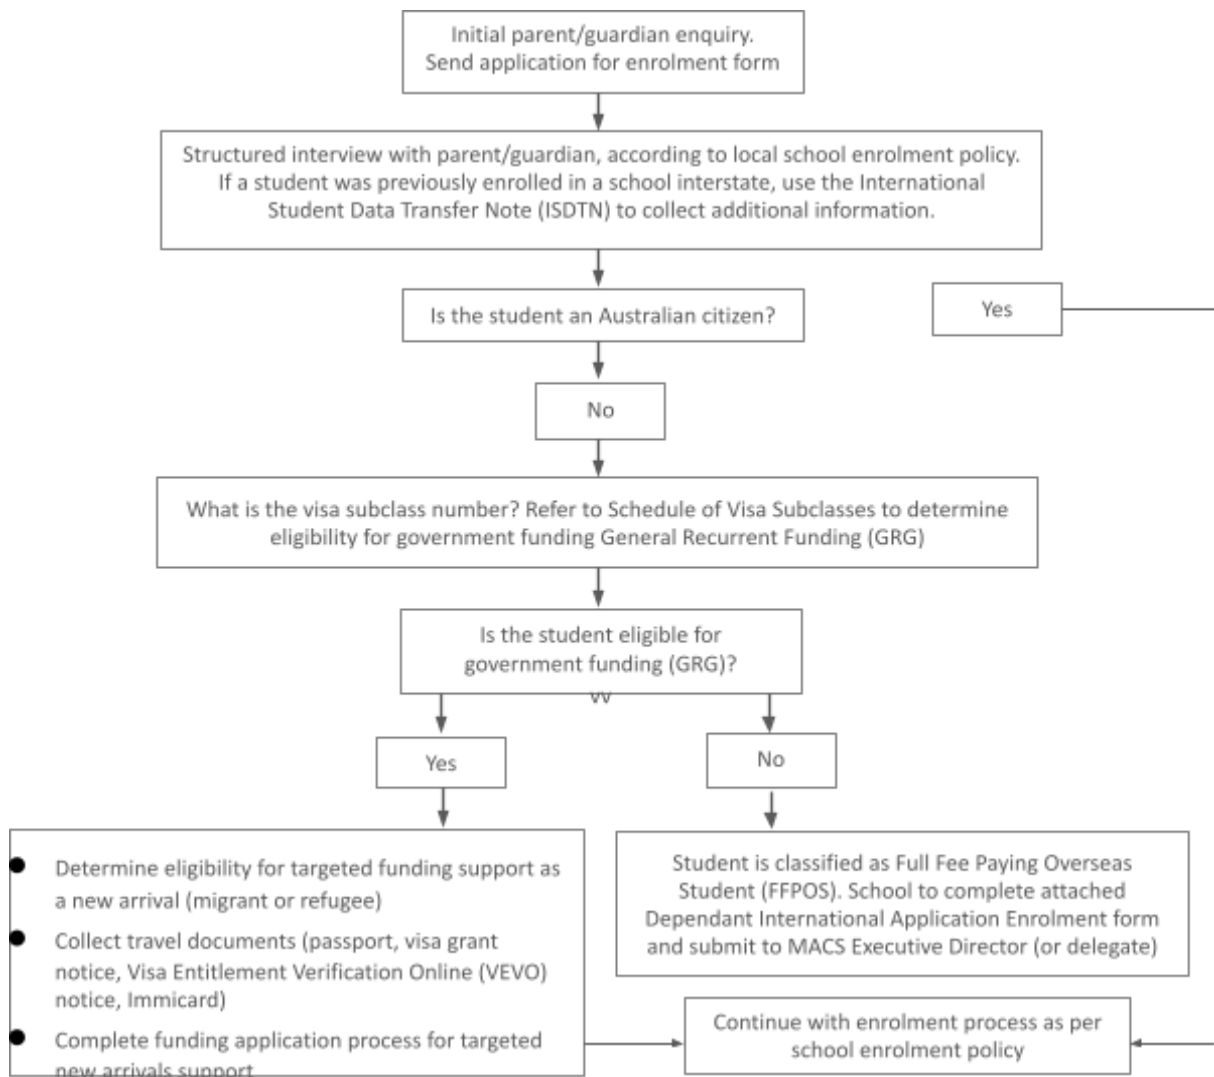 Initial parent/guardian enquiry.
Send application for enrolment form
Structured interview with parent/guardian, according to local school enrolment policy.
If a student was previously enrolled in a school interstate, use the International
Student Data Transfer Note (ISDTN) to collect additional information.
Is the student an Australian citizen?
Yes
No
What is the visa subclass number? Refer to Schedule of Visa Subclasses to determine
eligibility for government funding General Recurrent Funding (GRG)
Is the student eligible for
government funding (GRG)?
Yes
No
Determine eligibility for targeted funding support as
a new arrival (migrant or refugee)
Collect travel documents (passport, visa grant
notice, Visa Entitlement Verification Online (VEVO)
notice, Immicard)
Complete funding application process for targeted
new arrivals support
Student is classified as Full Fee Paying Overseas
Student (FFPOS). School to complete attached
Dependant International Application Enrolment form
and submit to MACS Executive Director (or delegate)
Continue with enrolment process as per
school enrolment policy